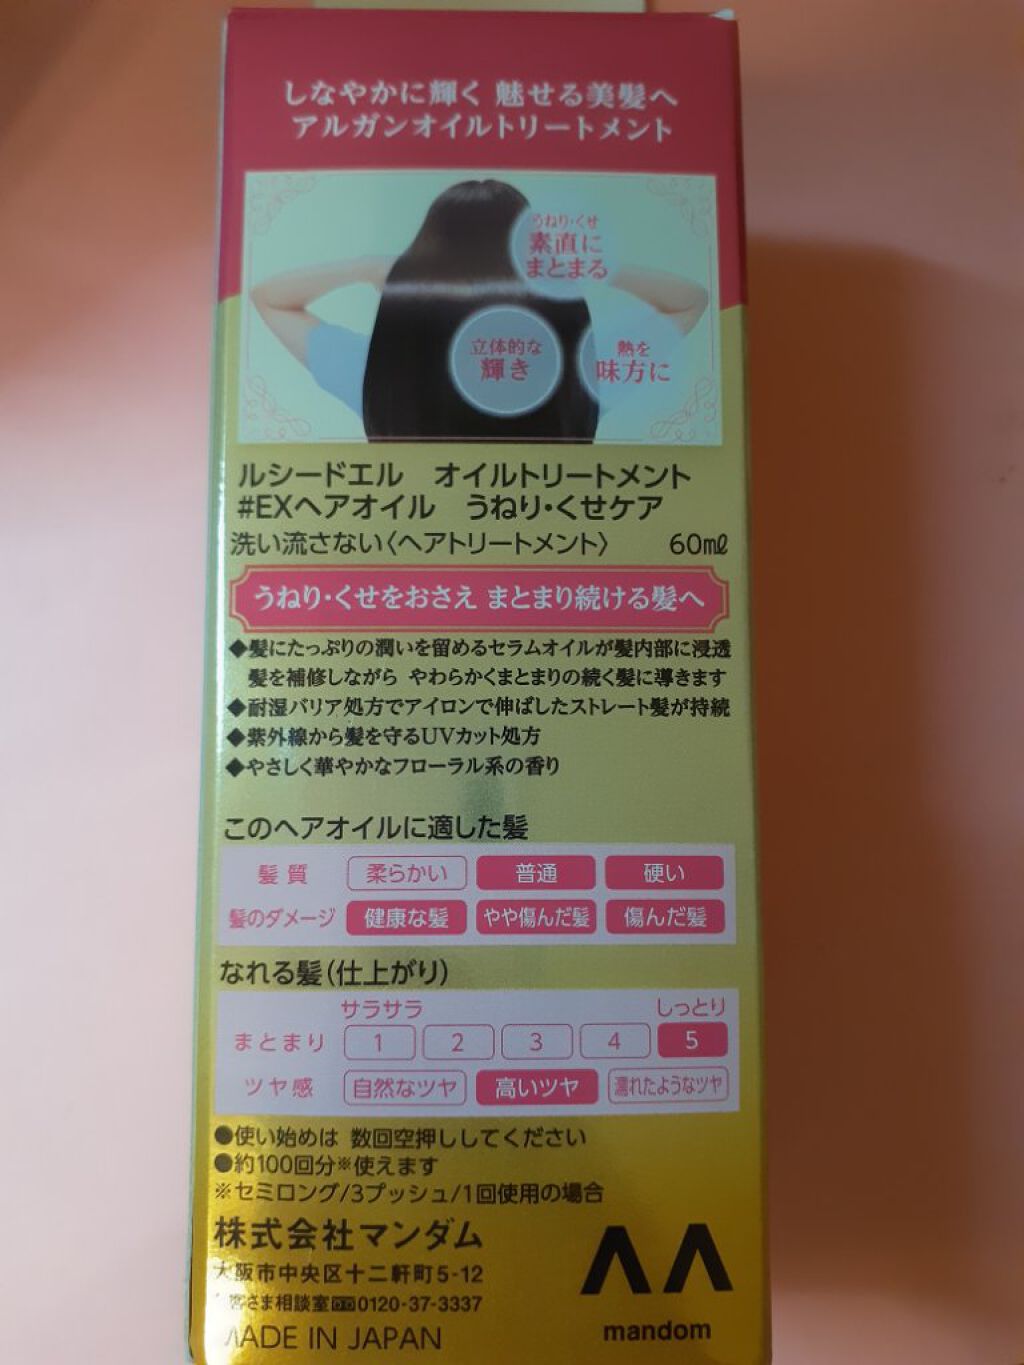 しなやかに輝く 魅せる美髪へ
アルガンオイルトリートメント
うねり・くせ
素直に
まとまる
立体的な
輝き
熱を
味方に
ルシードエル オイルトリートメント
#EXヘアオイル うねり・くせケア
洗い流さない〈ヘアトリートメント〉 60㎖
うねり・くせをおさえ まとまり続ける髪へ
◆髪にたっぷりの潤いを留めるセラムオイルが髪内部に浸透
髪を補修しながら やわらかくまとまりの続く髪に導きます
◆耐湿バリア処方でアイロンで伸ばしたストレート髪が持続
◆紫外線から髪を守るUVカット処方
◆やさしく華やかなフローラル系の香り
このヘアオイルに適した髪
髪質 柔らかい 普通 硬い
髪のダメージ 健康な髪 やや傷んだ髪 傷んだ髪
なれる髪(仕上がり)
サラサラ しっとり
まとまり 1 2 3 4 5
ツヤ感 自然なツヤ 高いツヤ 濡れたようなツヤ
●使い始めは 数回空押ししてください
●約100回分※使えます
※セミロング/3プッシュ/1回使用の場合
株式会社マンダム
大阪市中央区十二軒町5-12
お客さま相談室 0120-37-3337
MADE IN JAPAN
mandom